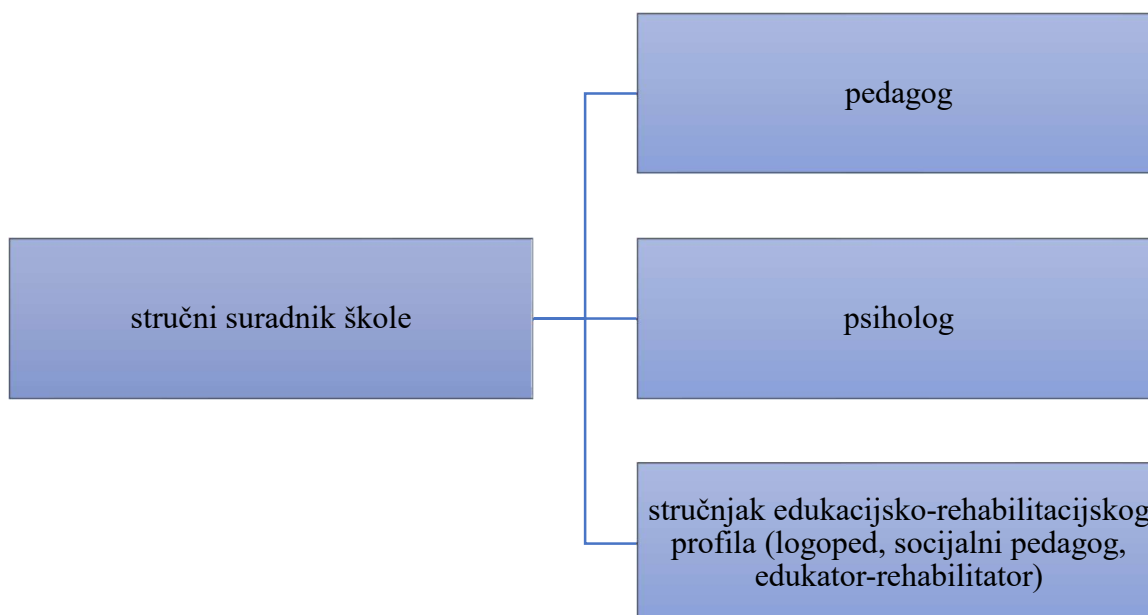 pedagog
stručni suradnik škole
psiholog
stručnjak edukacijsko-rehabilitacijskog
profila (logoped, socijalni pedagog,
edukator-rehabilitator)